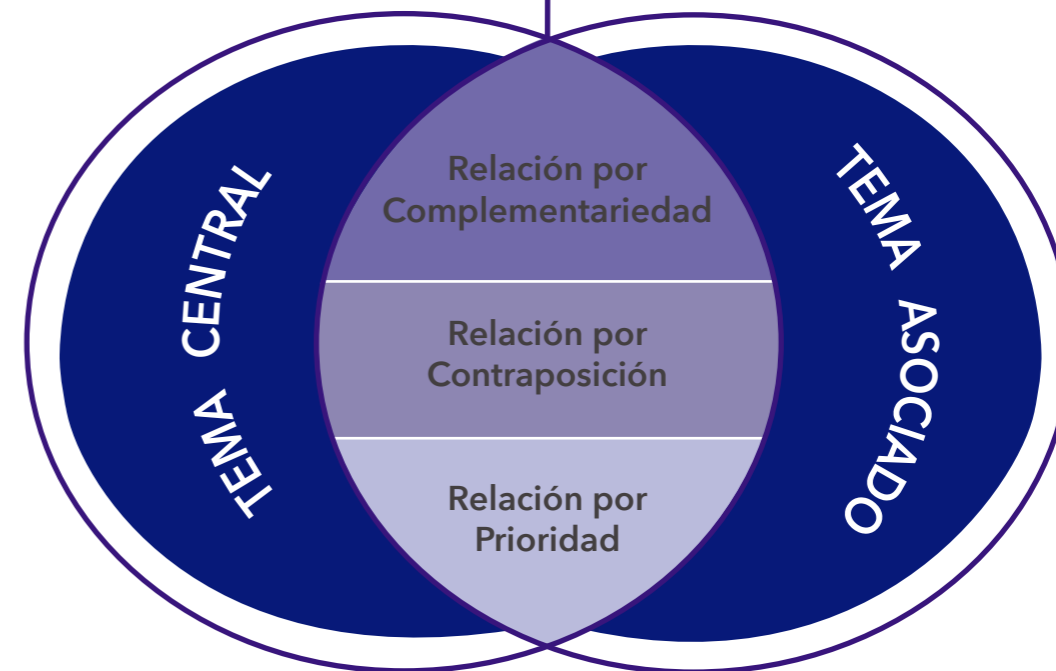 TEMA CENTRAL
Relación por
Complementariedad
Relación por
Contraposición
Relación por
Prioridad
TEMA ASOCIADO